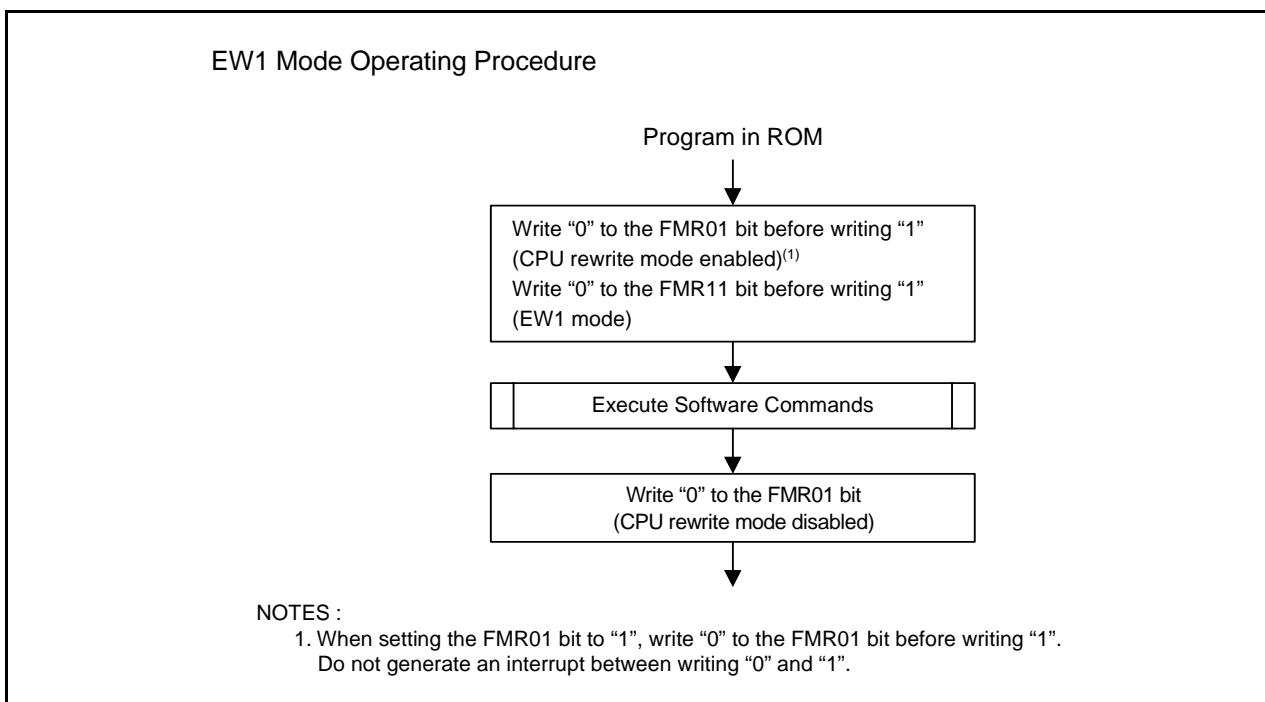 EW1 Mode Operating Procedure
Program in ROM
Write “0” to the FMR01 bit before writing “1”
(CPU rewrite mode enabled)(1)
Write “0” to the FMR11 bit before writing “1”
(EW1 mode)
Execute Software Commands
Write “0” to the FMR01 bit
(CPU rewrite mode disabled)
NOTES :
1. When setting the FMR01 bit to “1”, write “0” to the FMR01 bit before writing “1”.
Do not generate an interrupt between writing “0” and “1”.